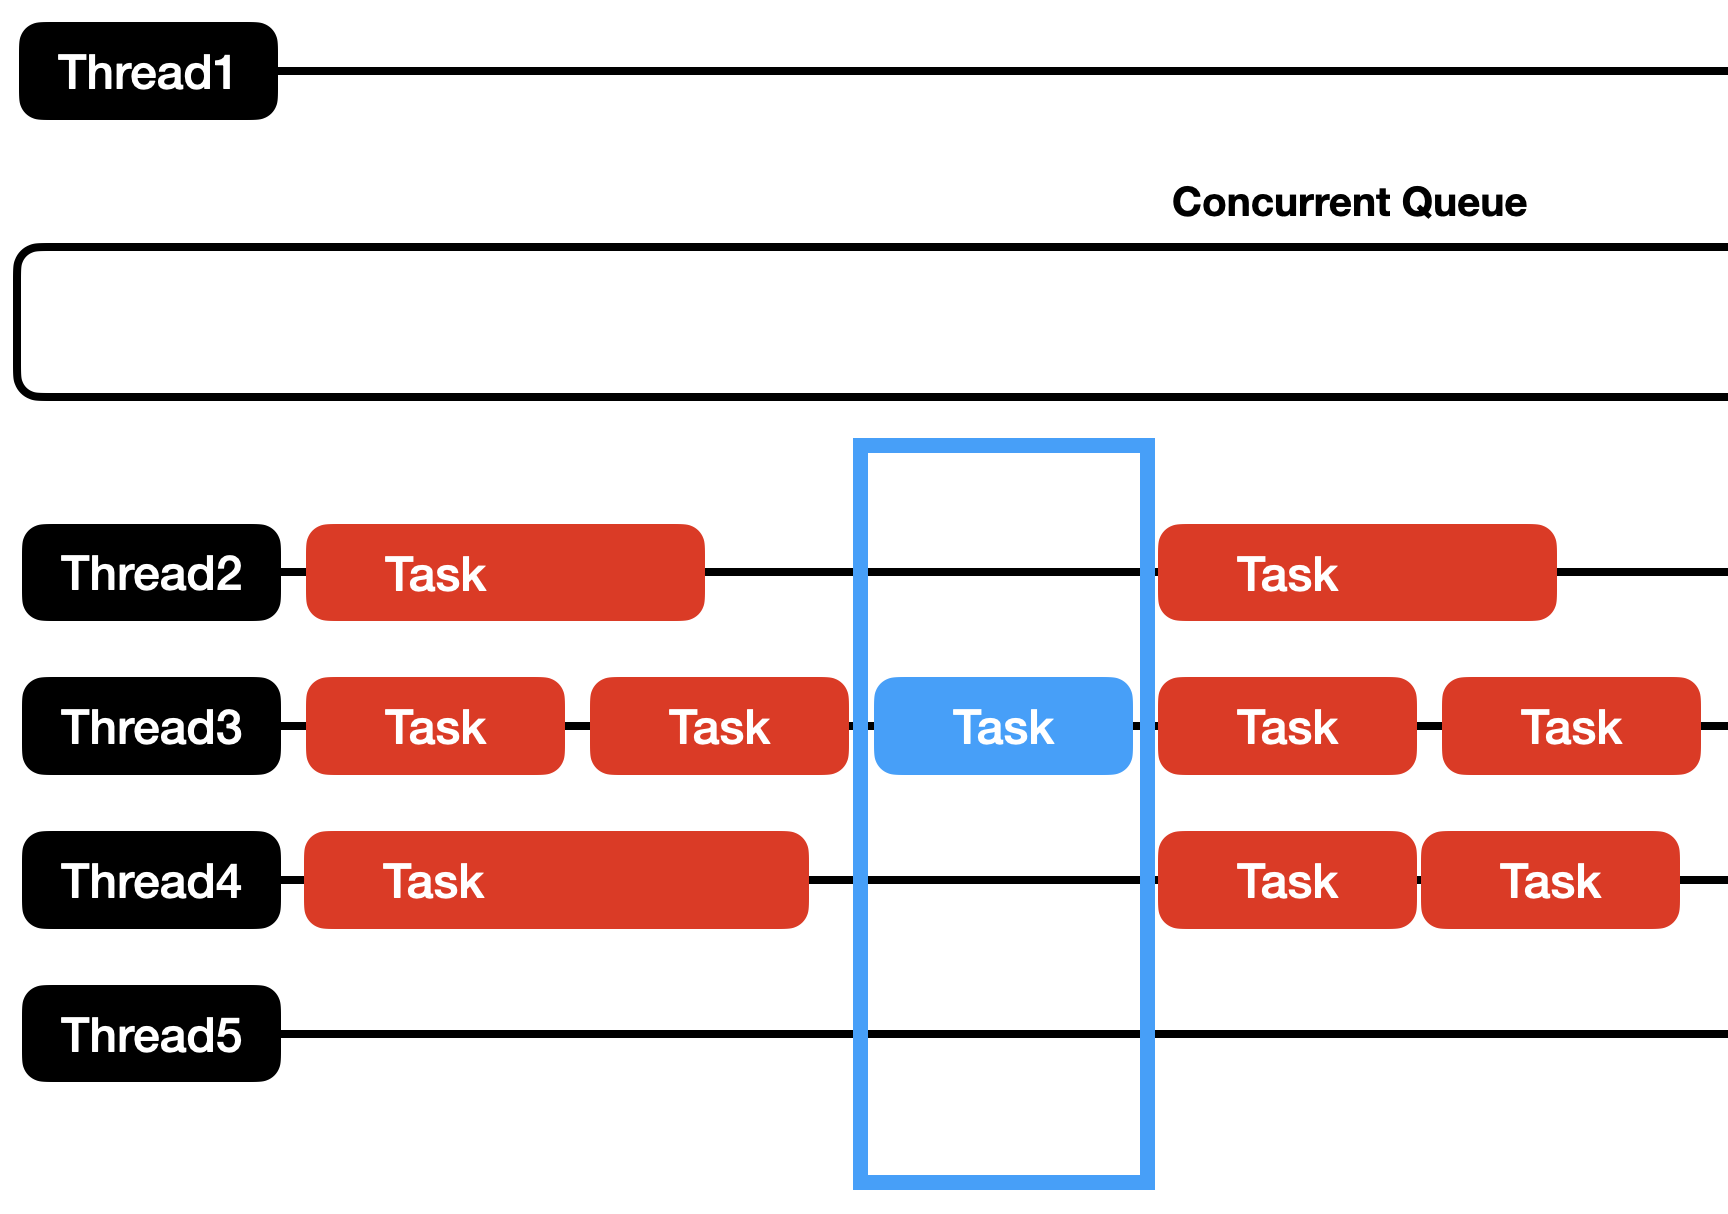 Thread1
Concurrent Queue
Thread2 Task Task
Thread3 Task Task Task Task Task
Thread4 Task Task Task
Thread5